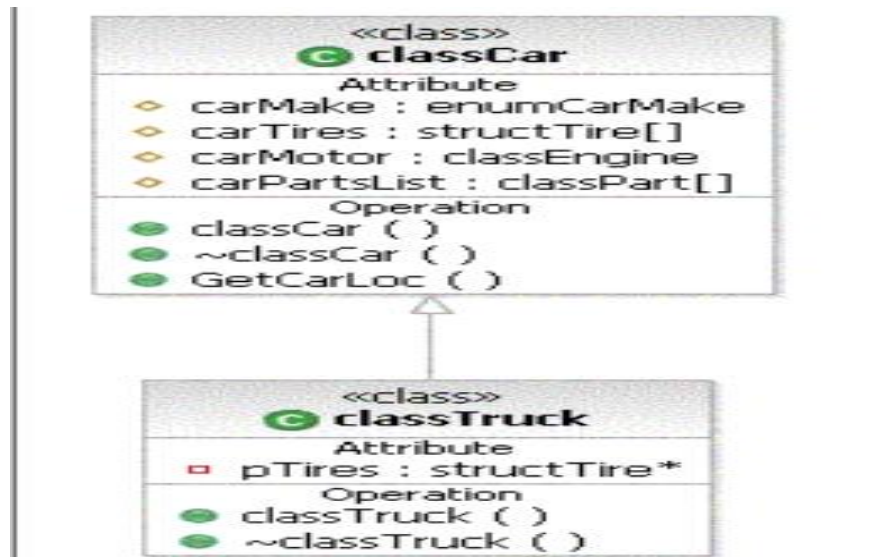 «class»
C classCar
Attribute
carMake : enumCarMake
carTires : structTire[]
carMotor : classEngine
carPartsList : classPart[]
Operation
classCar ( )
~classCar ( )
GetCarLoc ( )
«class»
C classTruck
Attribute
pTires : structTire*
Operation
classTruck ( )
~classTruck ( )